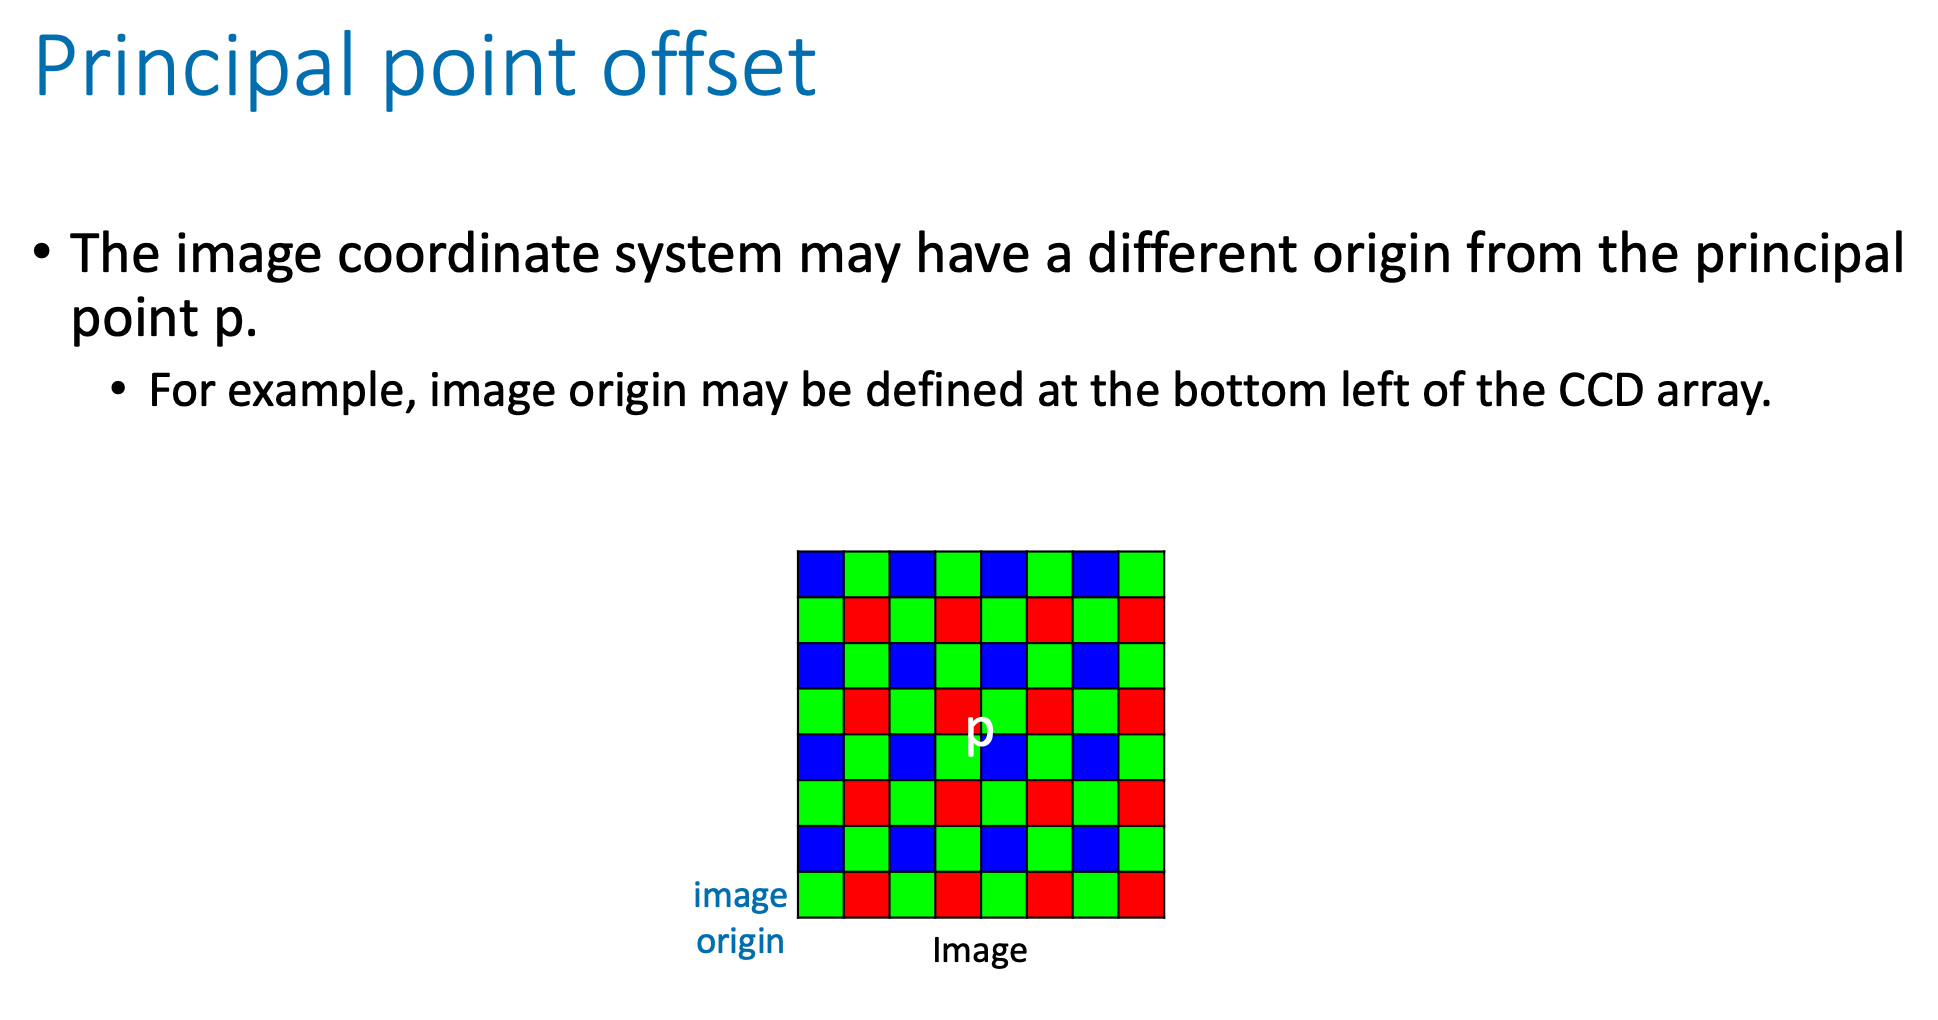 Principal point offset
• The image coordinate system may have a different origin from the principal
point p.
• For example, image origin may be defined at the bottom left of the CCD array.
p
image
origin
Image